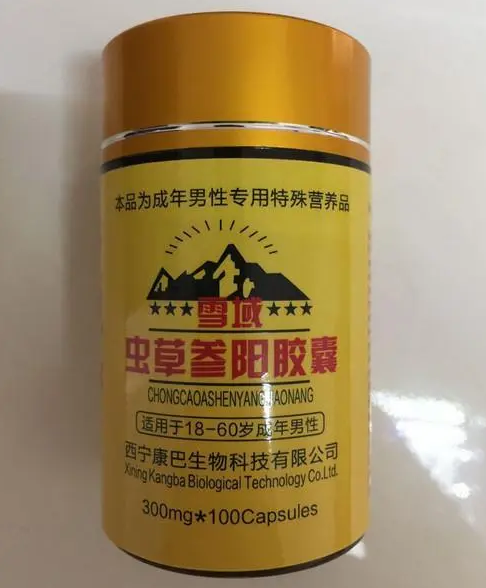 本品为成年男性专用特殊营养品
★★★雪域★★★
虫草参阳胶囊
CHONGCAOASHENYANGJIAONANG
适用于18-60岁成年男性
西宁康巴生物科技有限公司
Xining Kangba Biological Technology Co.Ltd.
300mg*100Capsules